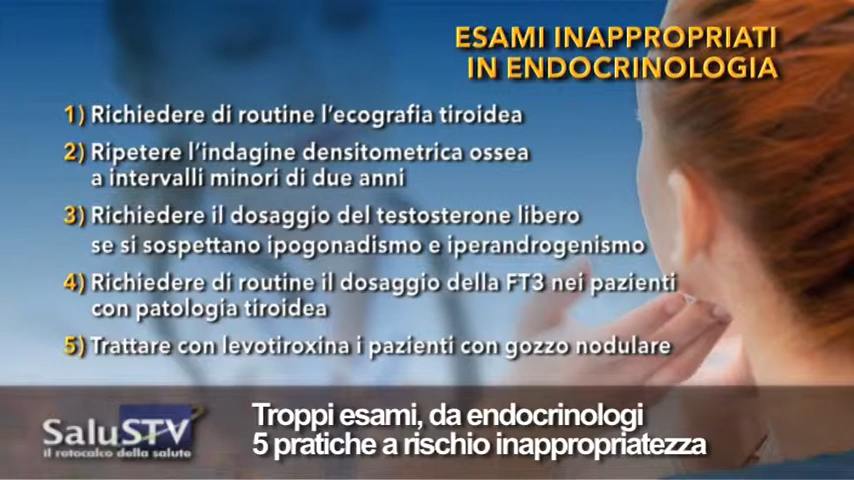 ESAMI INAPPROPRIATI
IN ENDOCRINOLOGIA
1) Richiedere di routine l'ecografia tiroidea
2) Ripetere l'indagine densitometrica ossea
a intervalli minori di due anni
3) Richiedere il dosaggio del testosterone libero
se si sospettano ipogonadismo e iperandrogenismo
4) Richiedere di routine il dosaggio della FT3 nei pazienti
con patologia tiroidea
5) Trattare con levotiroxina i pazienti con gozzo nodulare
Troppi esami, da endocrinologi
5 pratiche a rischio inappropriatezza
SaluSTV
il rotocalco della salute